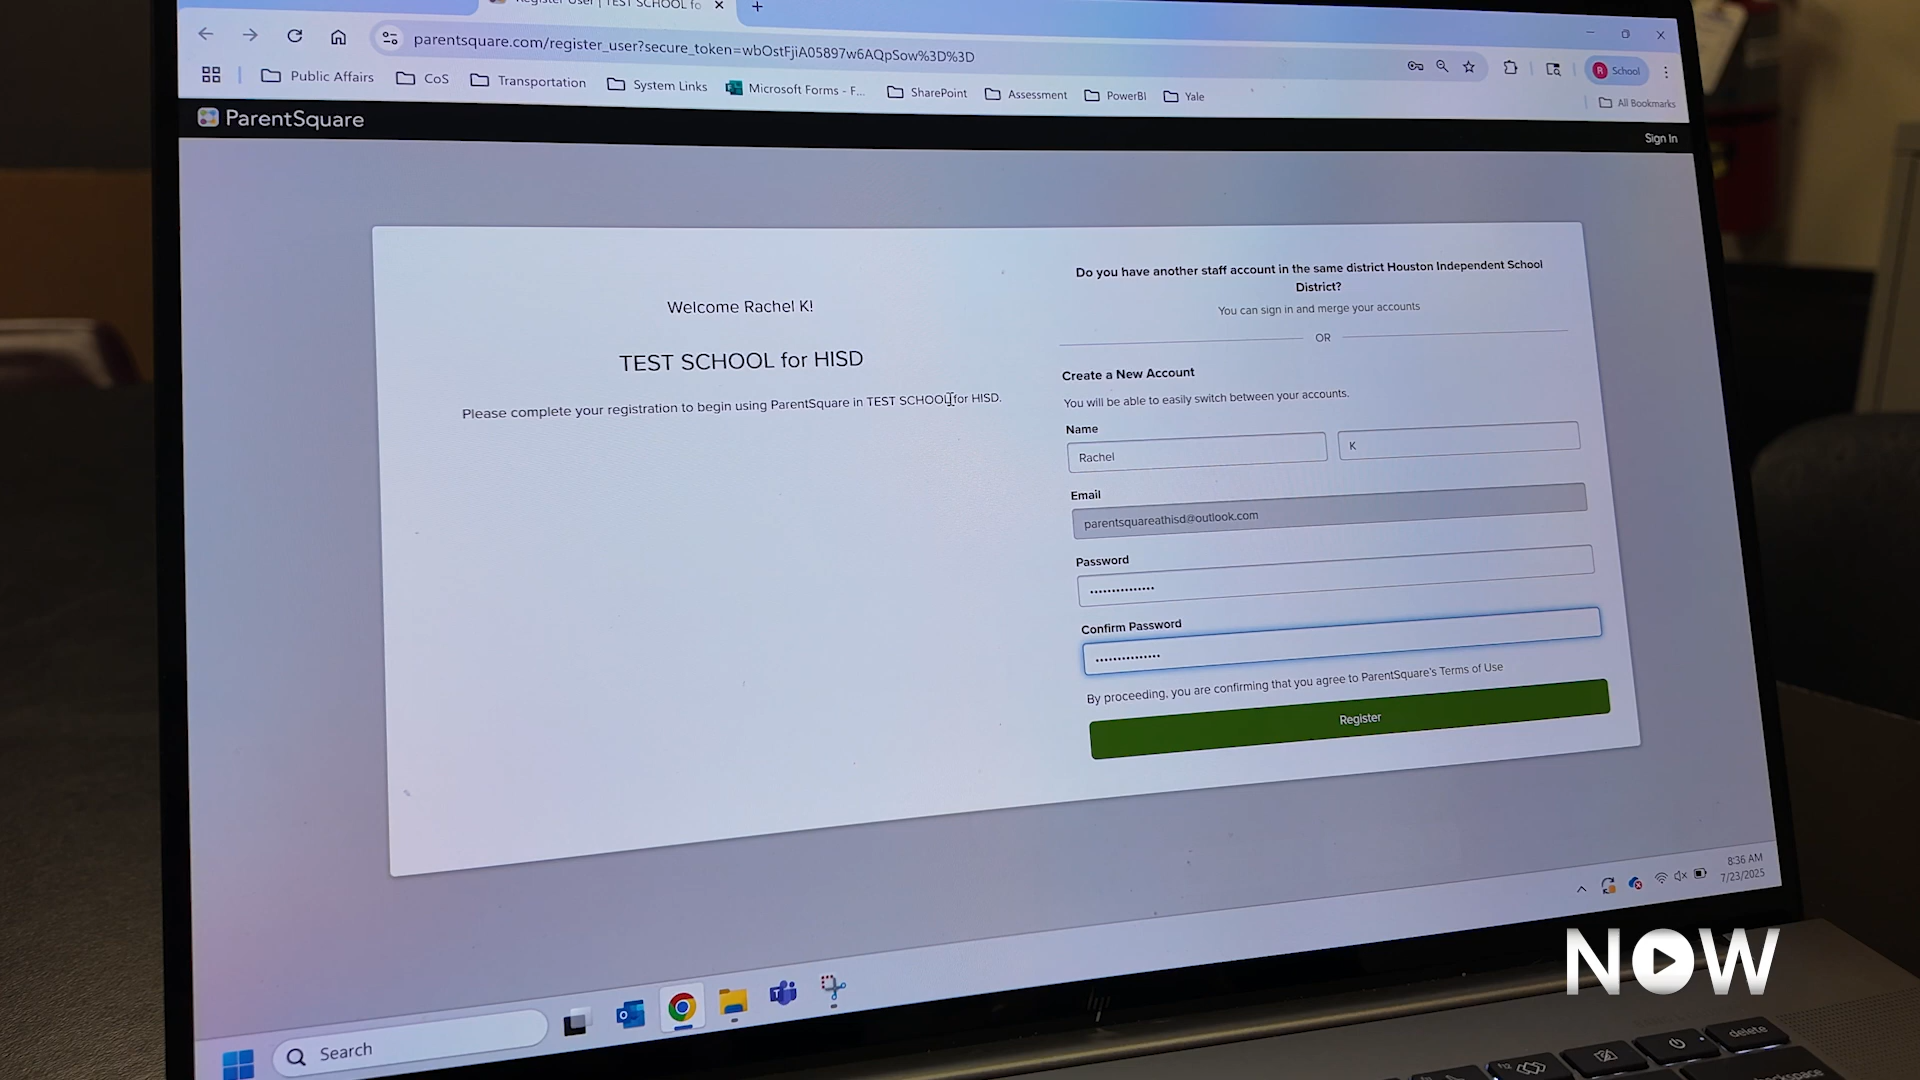 TEST SCHOOL fo
parentsquare.com/register_user?secure_token=wbOstFjiA05897w6AQpSow%3D%3D
School
Public Affairs
CoS
Transportation
System Links
Microsoft Forms - F...
SharePoint
Assessment
PowerBI
Yale
All Bookmarks
ParentSquare
Sign In
Welcome Rachel K!
TEST SCHOOL for HISD
Please complete your registration to begin using ParentSquare in TEST SCHOOL for HISD.
Do you have another staff account in the same district Houston Independent School
District?
You can sign in and merge your accounts
OR
Create a New Account
You will be able to easily switch between your accounts.
Name
Rachel
K
Email
parentsquareathisd@outlook.com
Password
Confirm Password
By proceeding, you are confirming that you agree to ParentSquare's Terms of Use
Register
8:36 AM
7/23/2025
Search
NOW
hp
delete
backspace